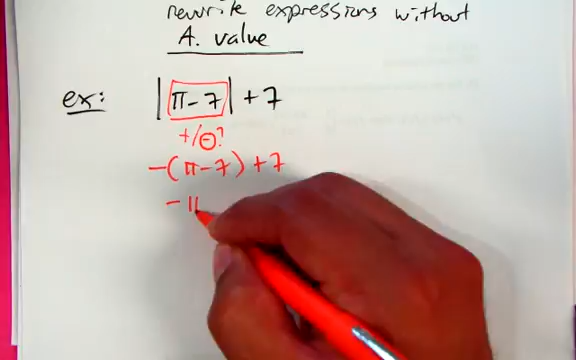 rewrite expressions without
A. value
ex: |π-7| +7
+/⊖?
-(π-7) +7
-π